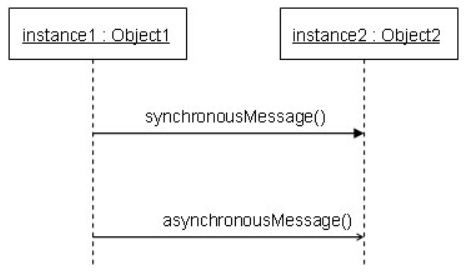 instance1 : Object1
instance2 : Object2
synchronousMessage()
asynchronousMessage()